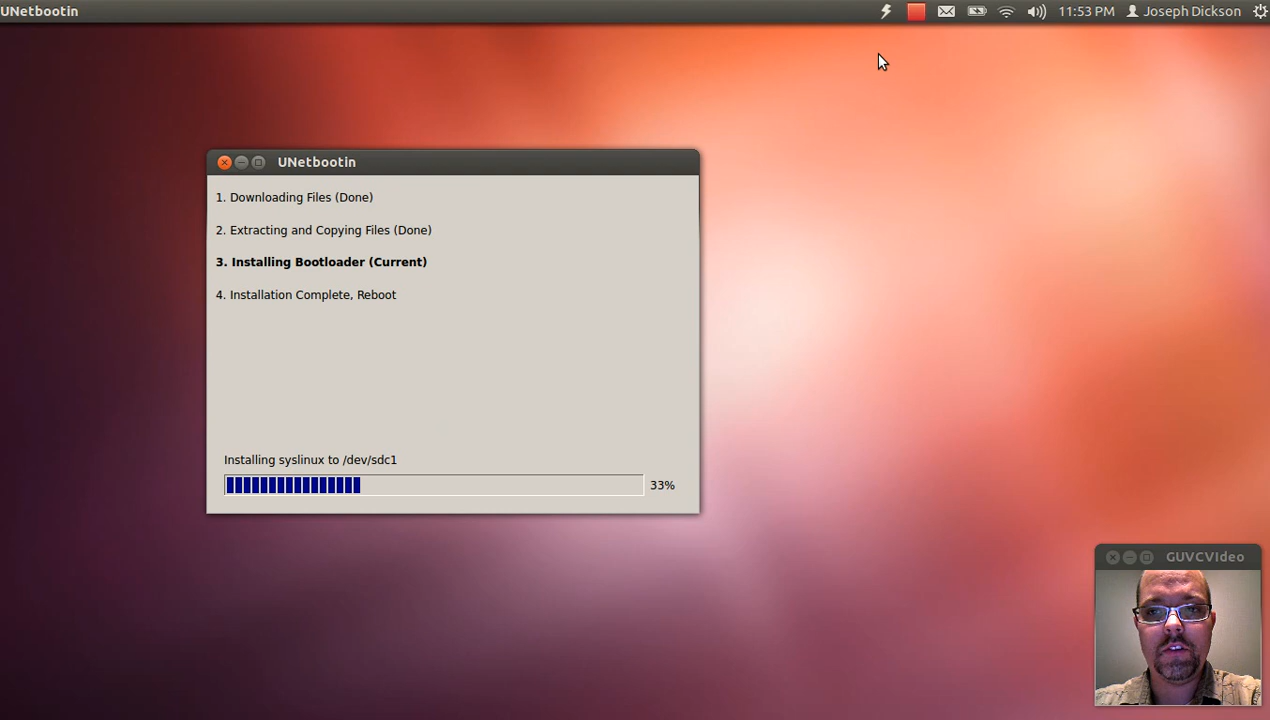 UNetbootin
11:53 PM
Joseph Dickson
UNetbootin
1. Downloading Files (Done)
2. Extracting and Copying Files (Done)
3. Installing Bootloader (Current)
4. Installation Complete, Reboot
Installing syslinux to /dev/sdc1
33%
GUVCVIdeo